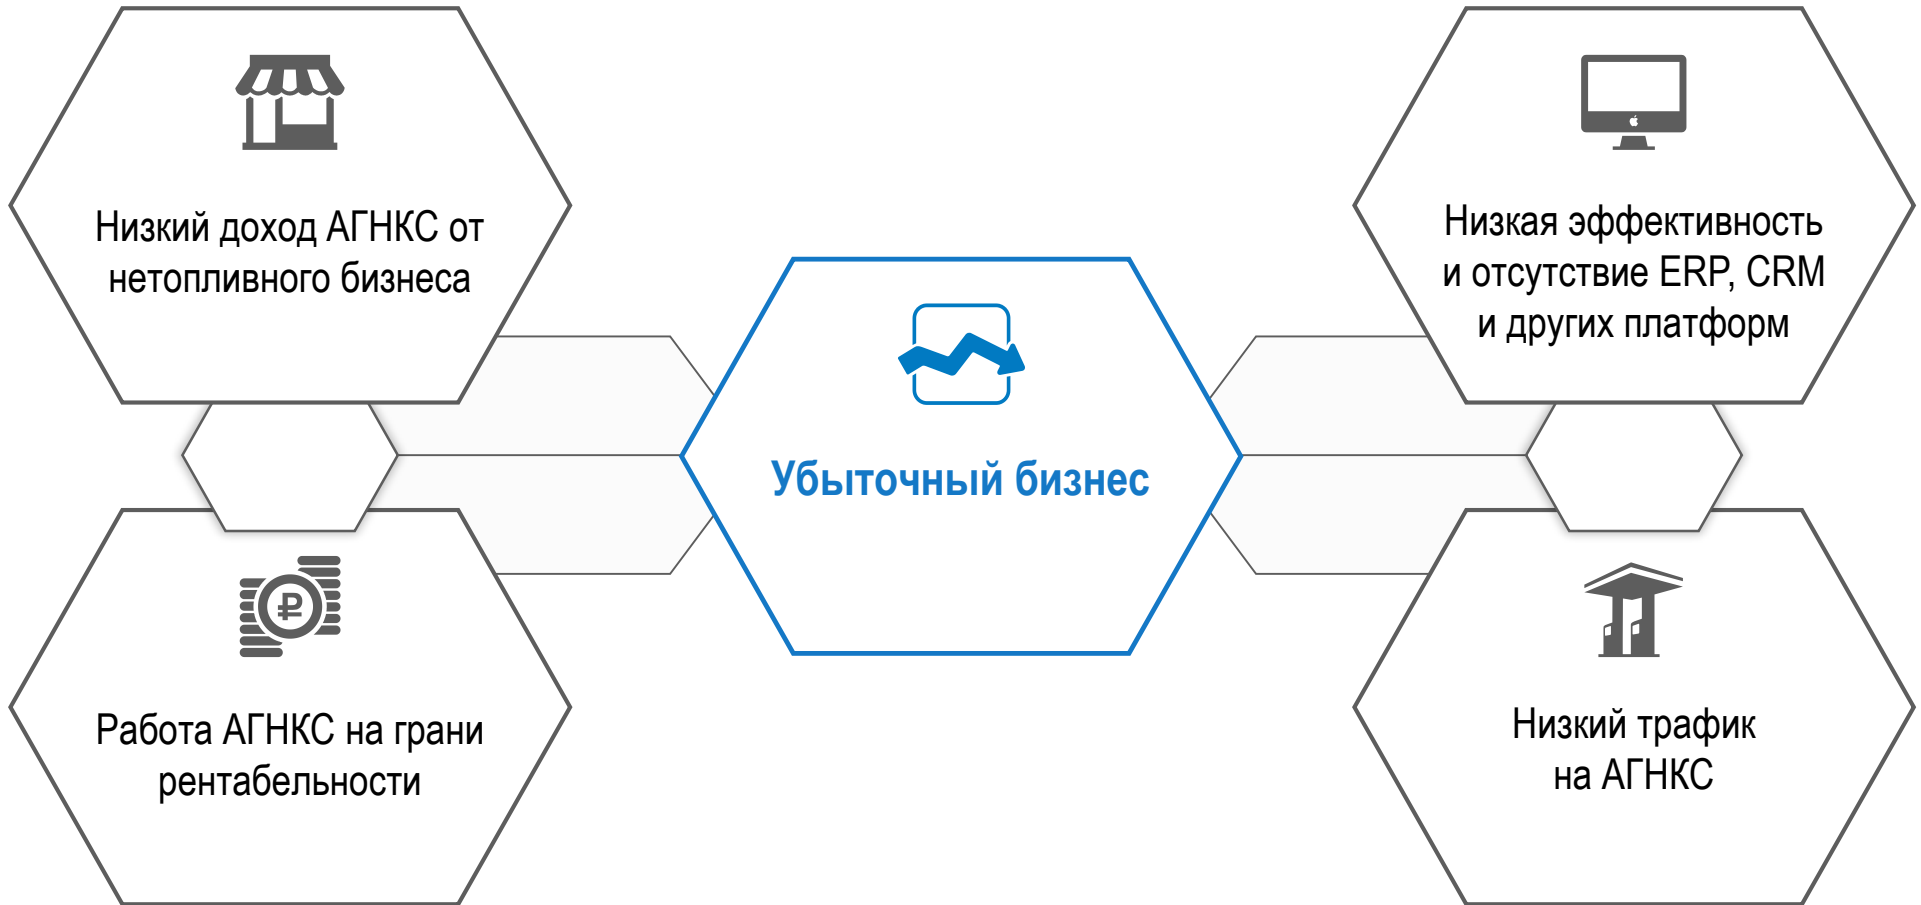 Низкий доход АГНКС от
нетопливного бизнеса
Низкая эффективность
и отсутствие ERP, CRM
и других платформ
Убыточный бизнес
Работа АГНКС на грани
рентабельности
Низкий трафик
на АГНКС